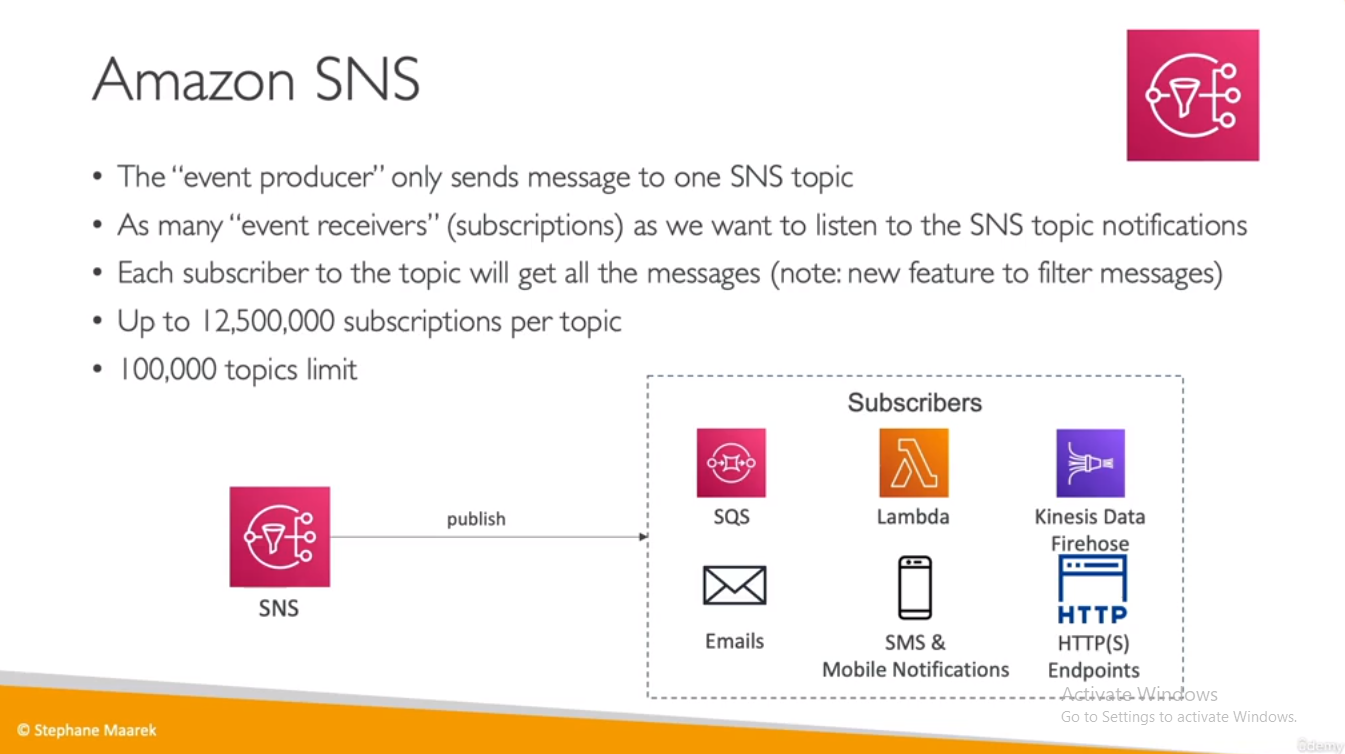 Amazon SNS
• The “event producer” only sends message to one SNS topic
• As many “event receivers” (subscriptions) as we want to listen to the SNS topic notifications
• Each subscriber to the topic will get all the messages (note: new feature to filter messages)
• Up to 12,500,000 subscriptions per topic
• 100,000 topics limit
Subscribers
SQS
Lambda
Kinesis Data
Firehose
publish
SNS
Emails
SMS &
Mobile Notifications
HTTP
HTTP(S)
Endpoints
Activate Windows
Go to Settings to activate Windows.
© Stephane Maarek
ûdemy